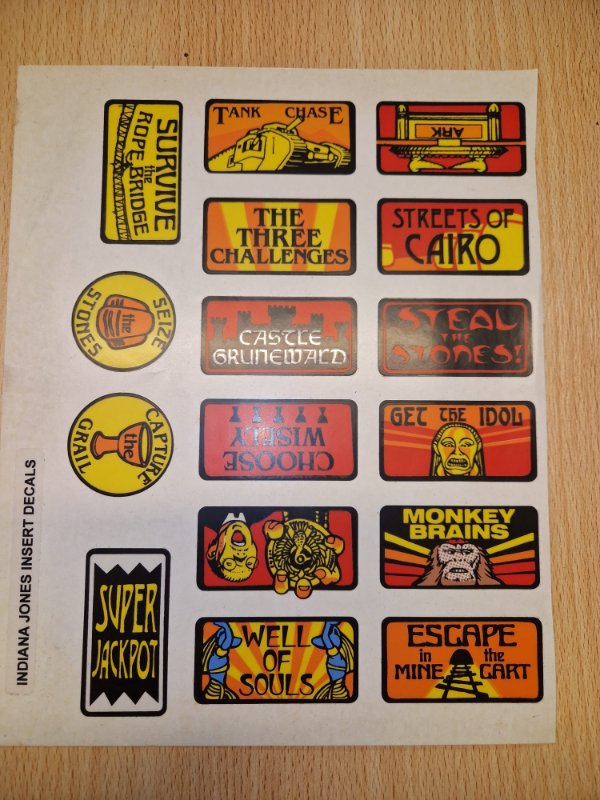 SURVIVE
the
ROPE BRIDGE
TANK CHASE
ARK
THE
THREE
CHALLENGES
STREETS OF
CAIRO
SEIZE
the
STONES
CASTLE
GRUNEWALD
STEAL
THE
STONES!
CAPTURE
the
GRAIL
CHOOSE
WISELY
GET THE IDOL
MONKEY
BRAINS
SUPER
JACKPOT
WELL
OF
SOULS
ESCAPE
in the
MINE CART
INDIANA JONES INSERT DECALS